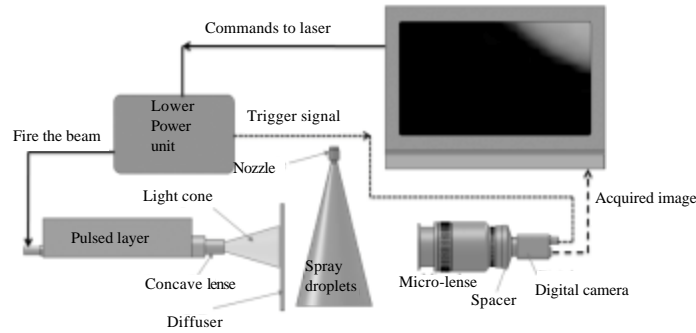 Commands to laser
Lower
Power
unit
Trigger signal
Fire the beam
Nozzle
Light cone
Acquired image
Pulsed layer
Spray
droplets
Concave lense
Micro-lense
Digital camera
Spacer
Diffuser